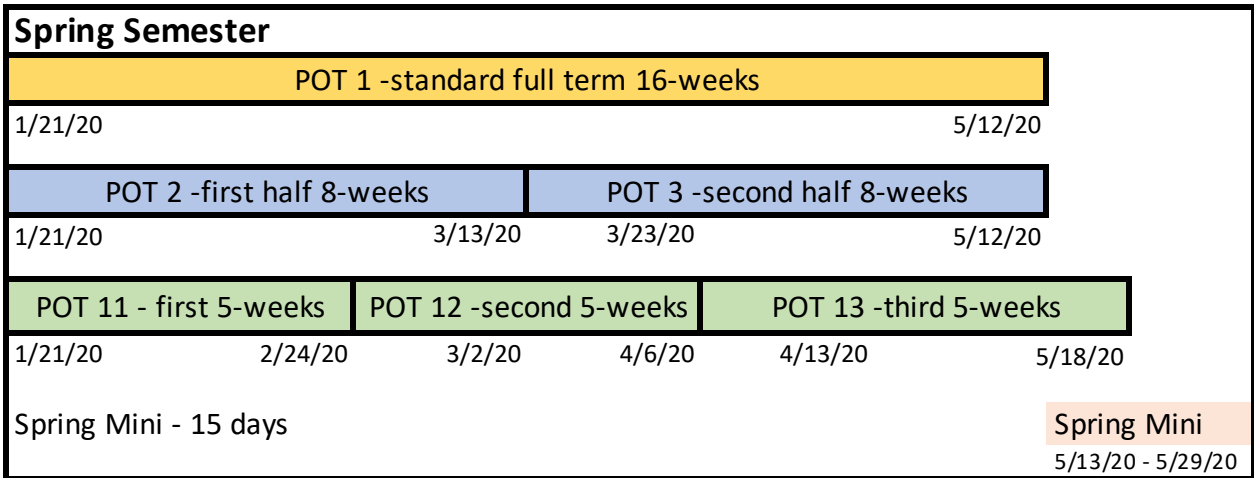 Spring Semester
POT 1 -standard full term 16-weeks
1/21/20 5/12/20
POT 2 -first half 8-weeks POT 3 -second half 8-weeks
1/21/20 3/13/20 3/23/20 5/12/20
POT 11 - first 5-weeks POT 12 -second 5-weeks POT 13 -third 5-weeks
1/21/20 2/24/20 3/2/20 4/6/20 4/13/20 5/18/20
Spring Mini - 15 days Spring Mini
5/13/20 - 5/29/20